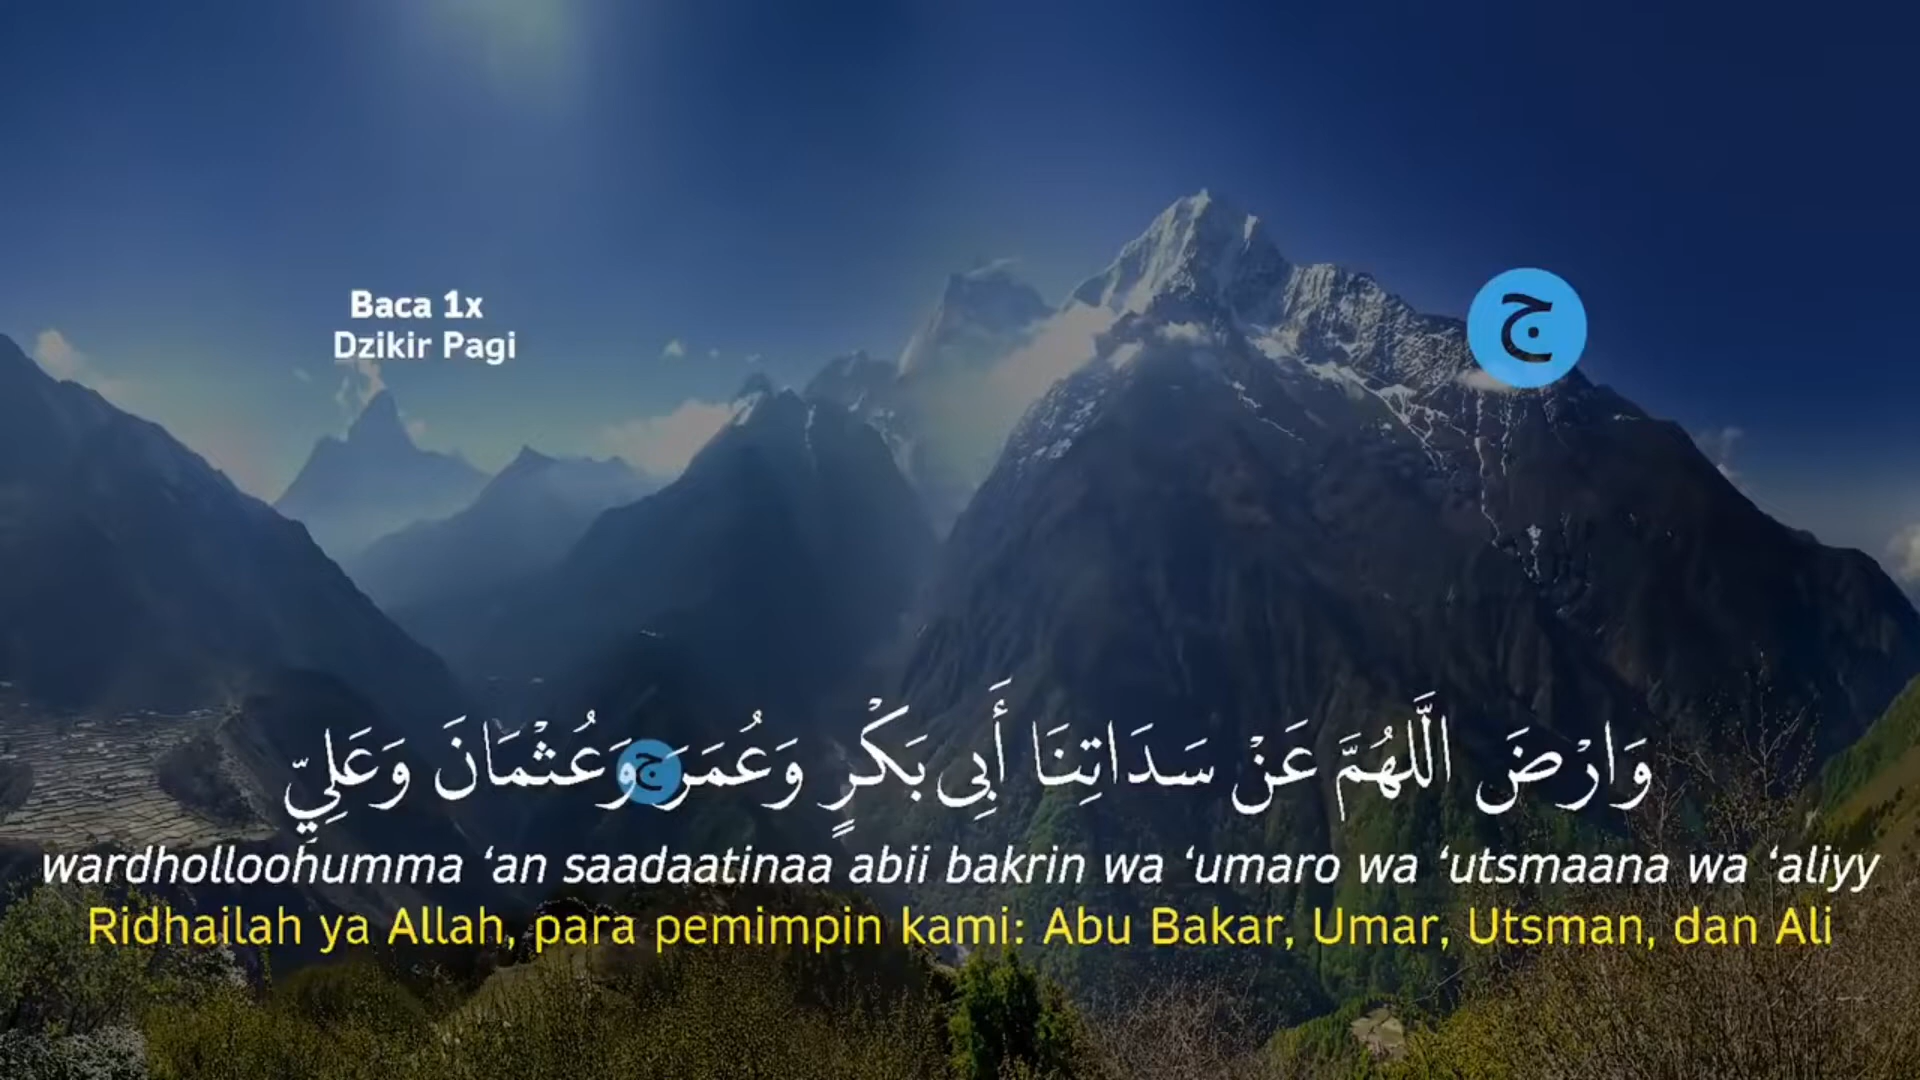 Baca 1x
Dzikir Pagi
ج
وَارْضَ اللَّهُمَّ عَنْ سَدَاتِنَا أَبِى بَكْرٍ وَعُمَرَ وَعُثْمَانَ وَعَلِيٍّ
ج
wardholloohumma ‘an saadaatinaa abii bakrin wa ‘umaro wa ‘utsmaana wa ‘aliyy
Ridhailah ya Allah, para pemimpin kami: Abu Bakar, Umar, Utsman, dan Ali